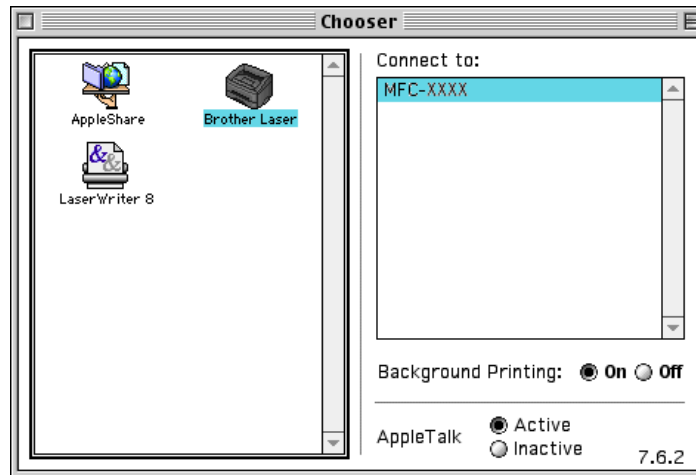 Chooser
AppleShare
Brother Laser
LaserWriter 8
Connect to:
MFC-XXXX
Background Printing: On Off
AppleTalk Active
Inactive
7.6.2